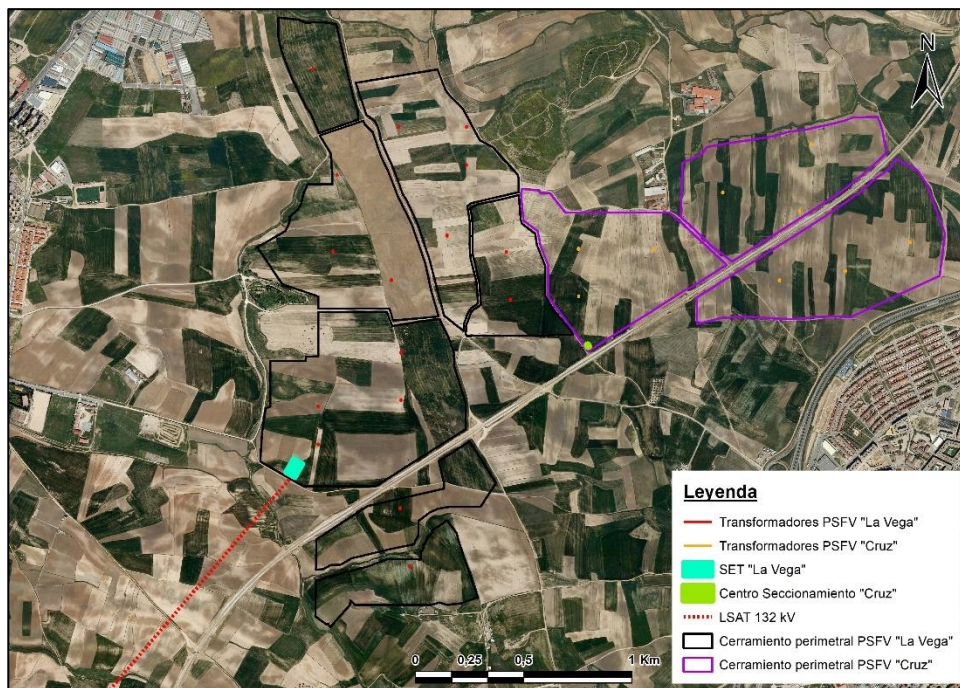 N
Leyenda
Transformadores PSFV "La Vega"
Transformadores PSFV "Cruz"
SET "La Vega"
Centro Seccionamiento "Cruz"
LSAT 132 kV
Cerramiento perimetral PSFV "La Vega"
Cerramiento perimetral PSFV "Cruz"
0 0,25 0,5 1 Km